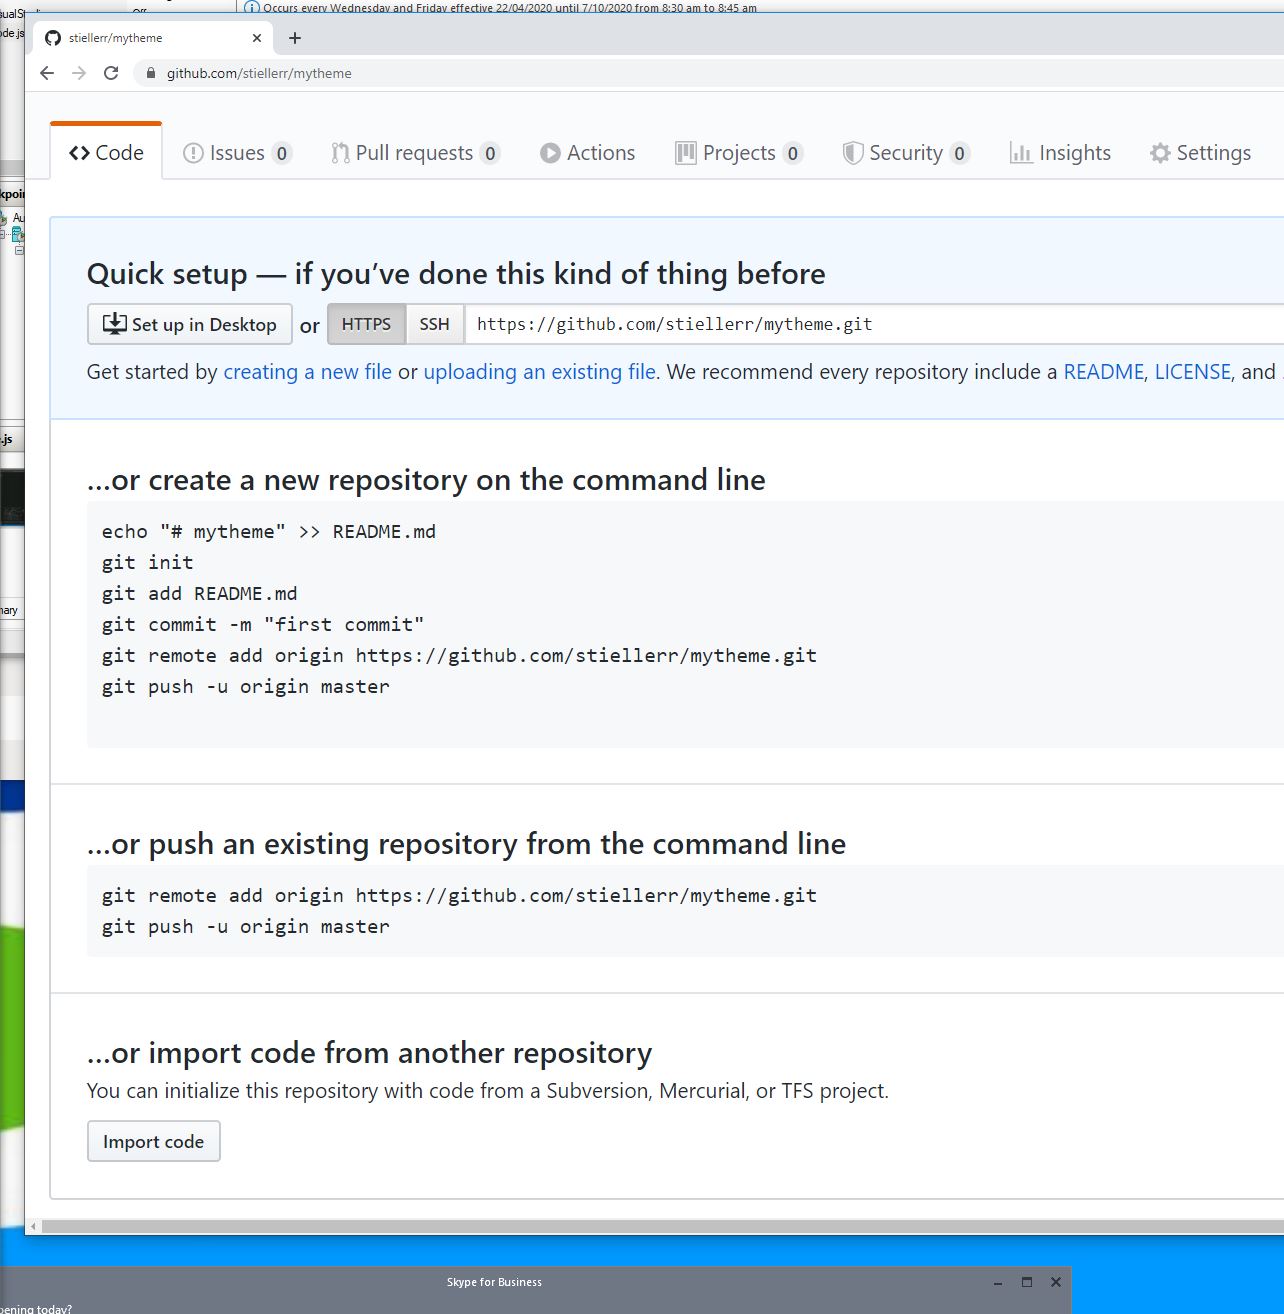 Occurs every Wednesday and Friday effective 22/04/2020 until 7/10/2020 from 8:30 am to 8:45 am
stiellerr/mytheme
github.com/stiellerr/mytheme
Code
Issues 0
Pull requests 0
Actions
Projects 0
Security 0
Insights
Settings
Quick setup — if you’ve done this kind of thing before
Set up in Desktop or HTTPS SSH https://github.com/stiellerr/mytheme.git
Get started by creating a new file or uploading an existing file. We recommend every repository include a README, LICENSE, and
…or create a new repository on the command line
echo "# mytheme" >> README.md
git init
git add README.md
git commit -m "first commit"
git remote add origin https://github.com/stiellerr/mytheme.git
git push -u origin master
…or push an existing repository from the command line
git remote add origin https://github.com/stiellerr/mytheme.git
git push -u origin master
…or import code from another repository
You can initialize this repository with code from a Subversion, Mercurial, or TFS project.
Import code
Skype for Business
today?